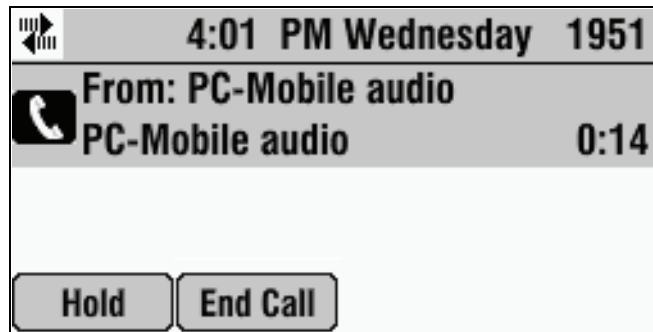 4:01 PM Wednesday 1951
From: PC-Mobile audio
PC-Mobile audio 0:14
Hold End Call